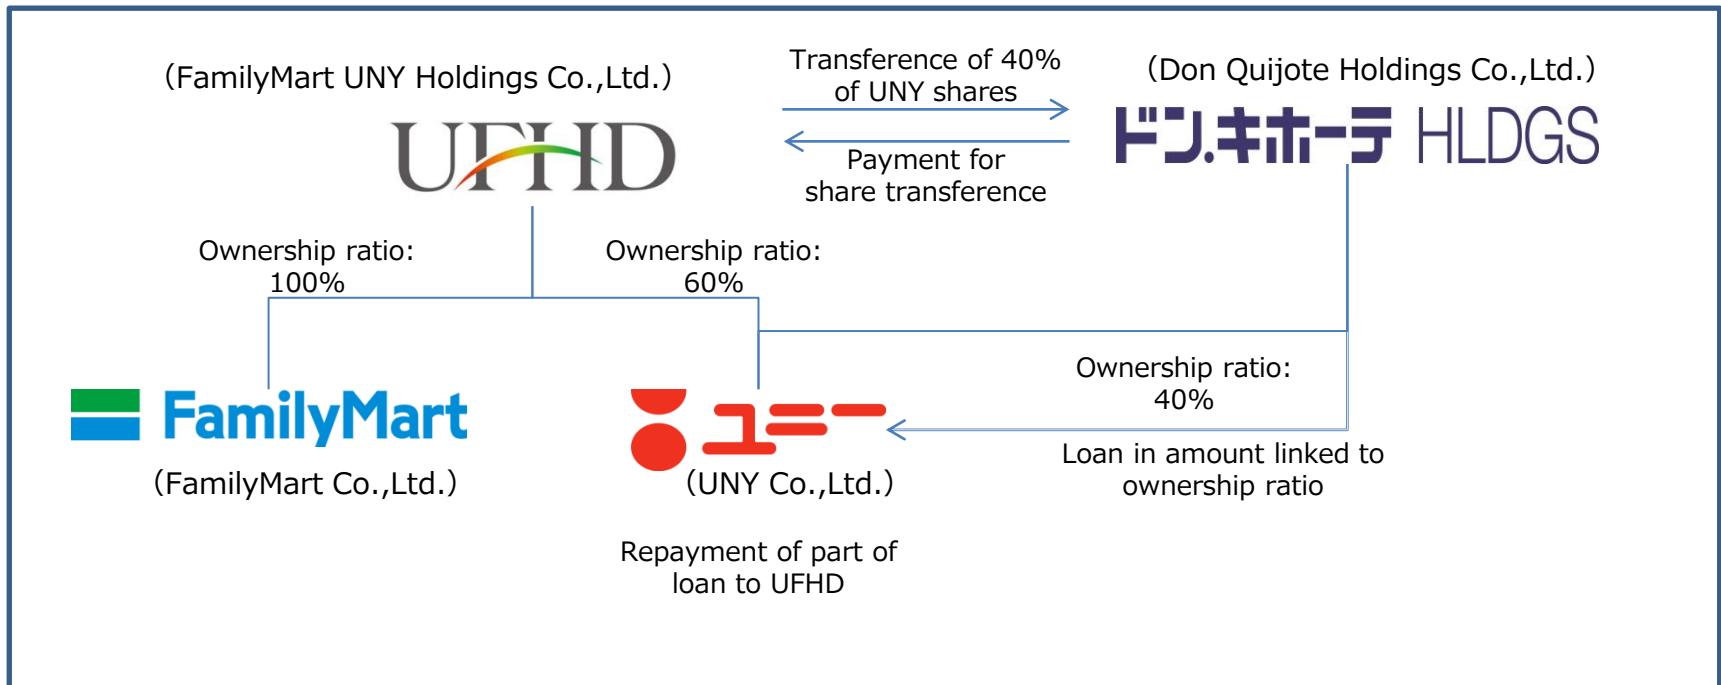 （FamilyMart UNY Holdings Co.,Ltd.）
UFHD
Transference of 40%
of UNY shares
Payment for
share transference
（Don Quijote Holdings Co.,Ltd.）
ドン.キホーテ HLDGS
Ownership ratio:
100%
Ownership ratio:
60%
FamilyMart
（FamilyMart Co.,Ltd.）
ユニー
（UNY Co.,Ltd.）
Ownership ratio:
40%
Loan in amount linked to
ownership ratio
Repayment of part of
loan to UFHD